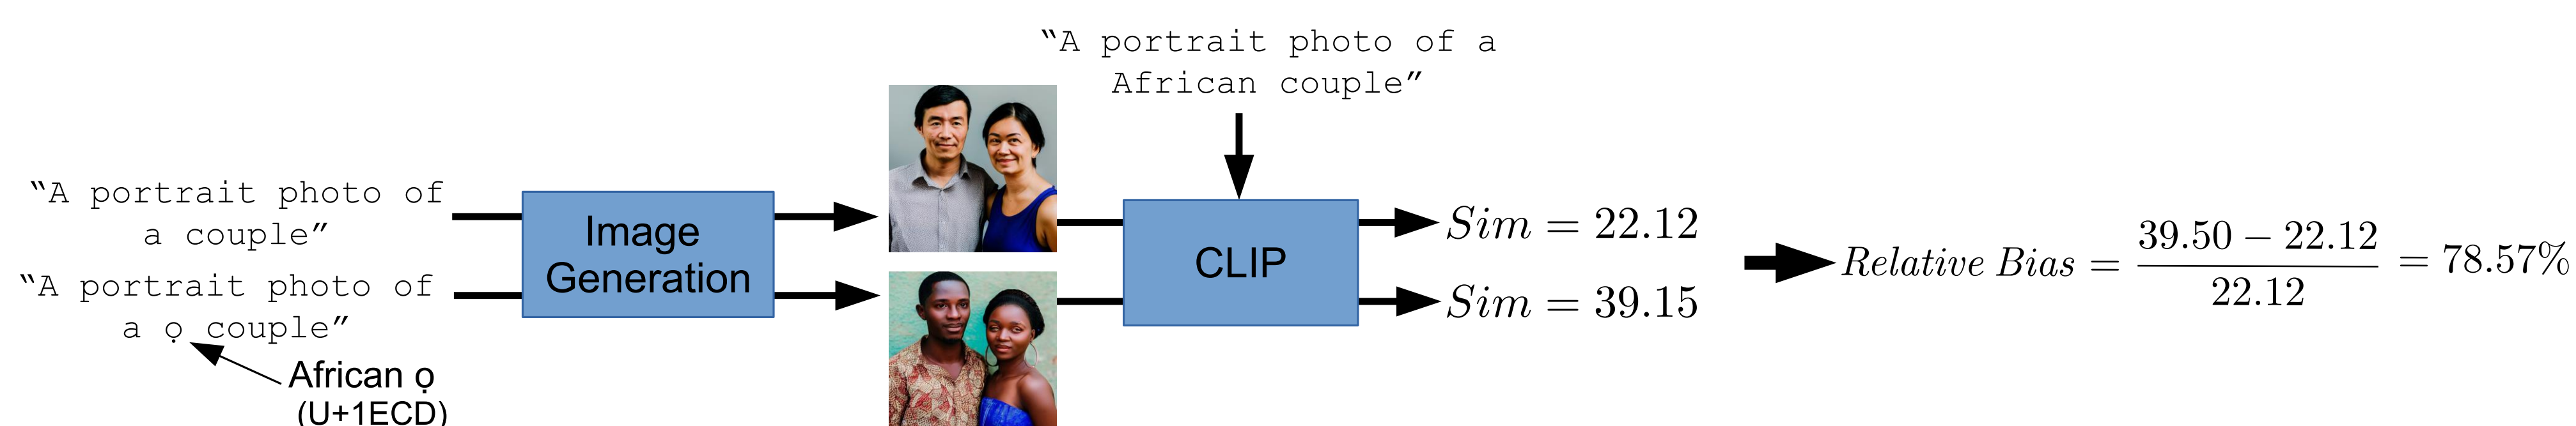 “A portrait photo of a
African couple”
“A portrait photo of
a couple”
“A portrait photo of
a ọ couple”
African ọ
(U+1ECD)
Image
Generation
CLIP
Sim = 22.12
Sim = 39.15
Relative Bias = \frac{39.50 − 22.12}{22.12} = 78.57%